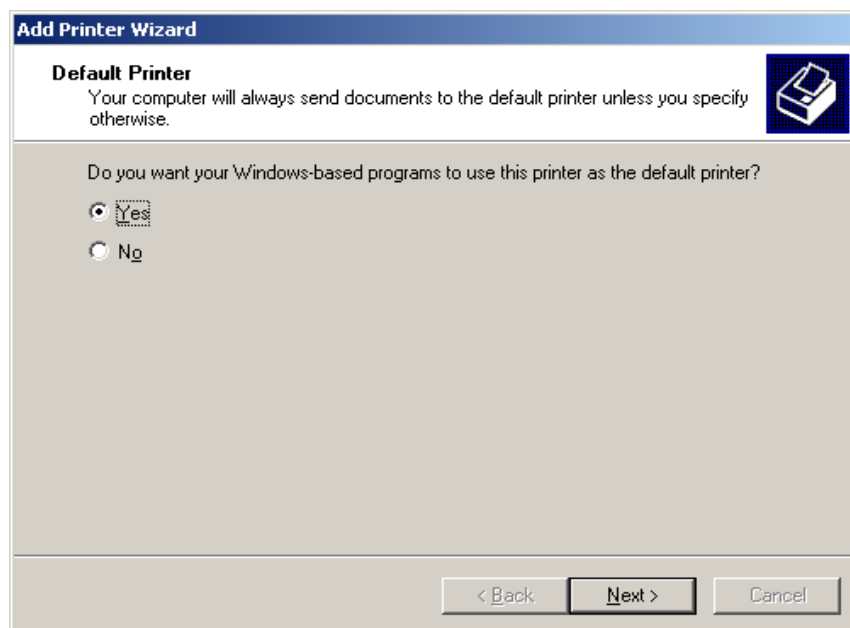 Add Printer Wizard
Default Printer
Your computer will always send documents to the default printer unless you specify
otherwise.
Do you want your Windows-based programs to use this printer as the default printer?
Yes
No
< Back
Next >
Cancel